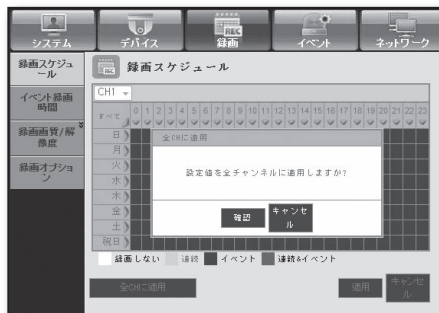 REC
システム
デバイス
録画
イベント
ネットワーク
録画スケジュ
ール
イベント録画
時間
録画画質/解
像度
録画オプショ
ン
REC
録画スケジュール
CH1
すべて
0 1 2 3 4 5 6 7 8 9 10 11 12 13 14 15 16 17 18 19 20 21 22 23
日
月
火
水
木
金
土
祝日
全CHに適用
設定値を全チャンネルに適用しますか?
確認
キャンセ
ル
録画しない 連続 イベント 連続&イベント
全CHに適用
適用
キャンセ
ル